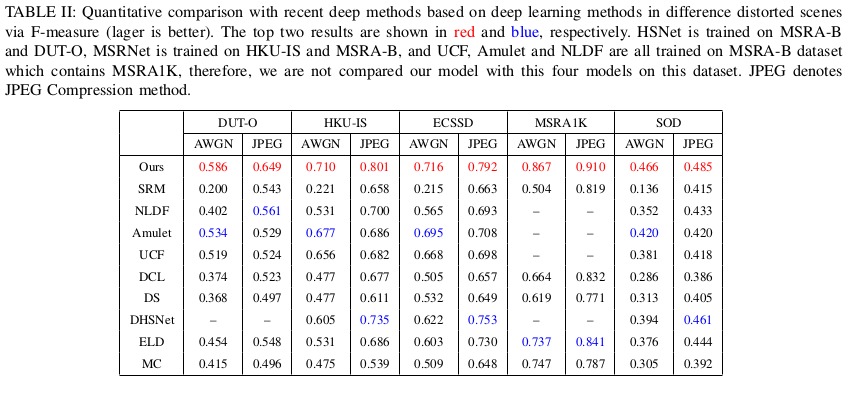 TABLE II: Quantitative comparison with recent deep methods based on deep learning methods in difference distorted scenes
via F-measure (lager is better). The top two results are shown in red and blue, respectively. HSNet is trained on MSRA-B
and DUT-O, MSRNet is trained on HKU-IS and MSRA-B, and UCF, Amulet and NLDF are all trained on MSRA-B dataset
which contains MSRA1K, therefore, we are not compared our model with this four models on this dataset. JPEG denotes
JPEG Compression method.
DUT-O HKU-IS ECSSD MSRA1K SOD
AWGN JPEG AWGN JPEG AWGN JPEG AWGN JPEG AWGN JPEG
Ours 0.586 0.649 0.710 0.801 0.716 0.792 0.867 0.910 0.466 0.485
SRM 0.200 0.543 0.221 0.658 0.215 0.663 0.504 0.819 0.136 0.415
NLDF 0.402 0.561 0.531 0.700 0.565 0.693 – – 0.352 0.433
Amulet 0.534 0.529 0.677 0.686 0.695 0.708 – – 0.420 0.420
UCF 0.519 0.524 0.656 0.682 0.668 0.698 – – 0.381 0.418
DCL 0.374 0.523 0.477 0.677 0.505 0.657 0.664 0.832 0.286 0.386
DS 0.368 0.497 0.477 0.611 0.532 0.649 0.619 0.771 0.313 0.405
DHSNet – – 0.605 0.735 0.622 0.753 – – 0.394 0.461
ELD 0.454 0.548 0.531 0.686 0.603 0.730 0.737 0.841 0.376 0.444
MC 0.415 0.496 0.475 0.539 0.509 0.648 0.747 0.787 0.305 0.392